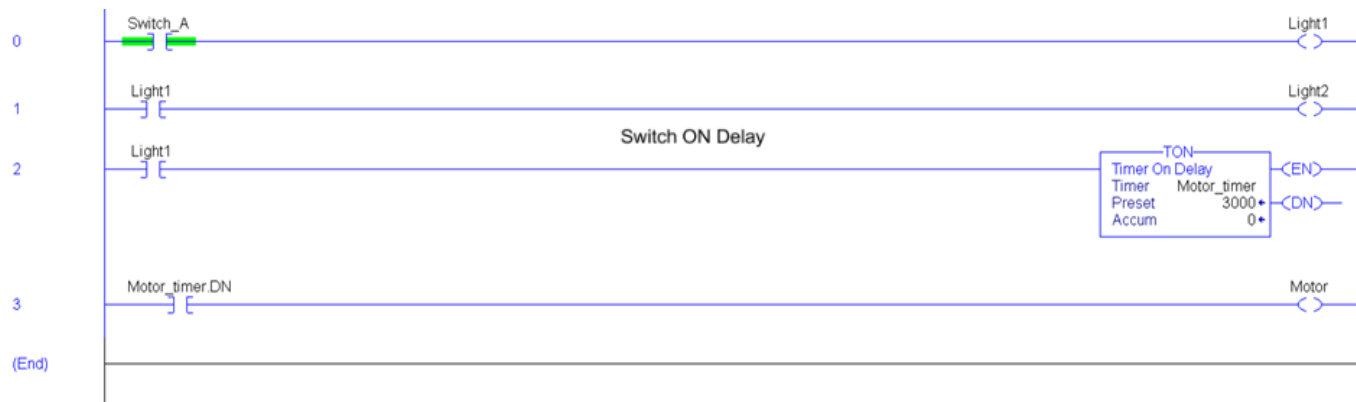 Switch_A
Light1
0
Light1
Light2
1
Switch ON Delay
Light1
2
TON
Timer On Delay
Timer Motor_timer
Preset 3000
Accum 0
EN
DN
Motor_timer.DN
Motor
3
(End)